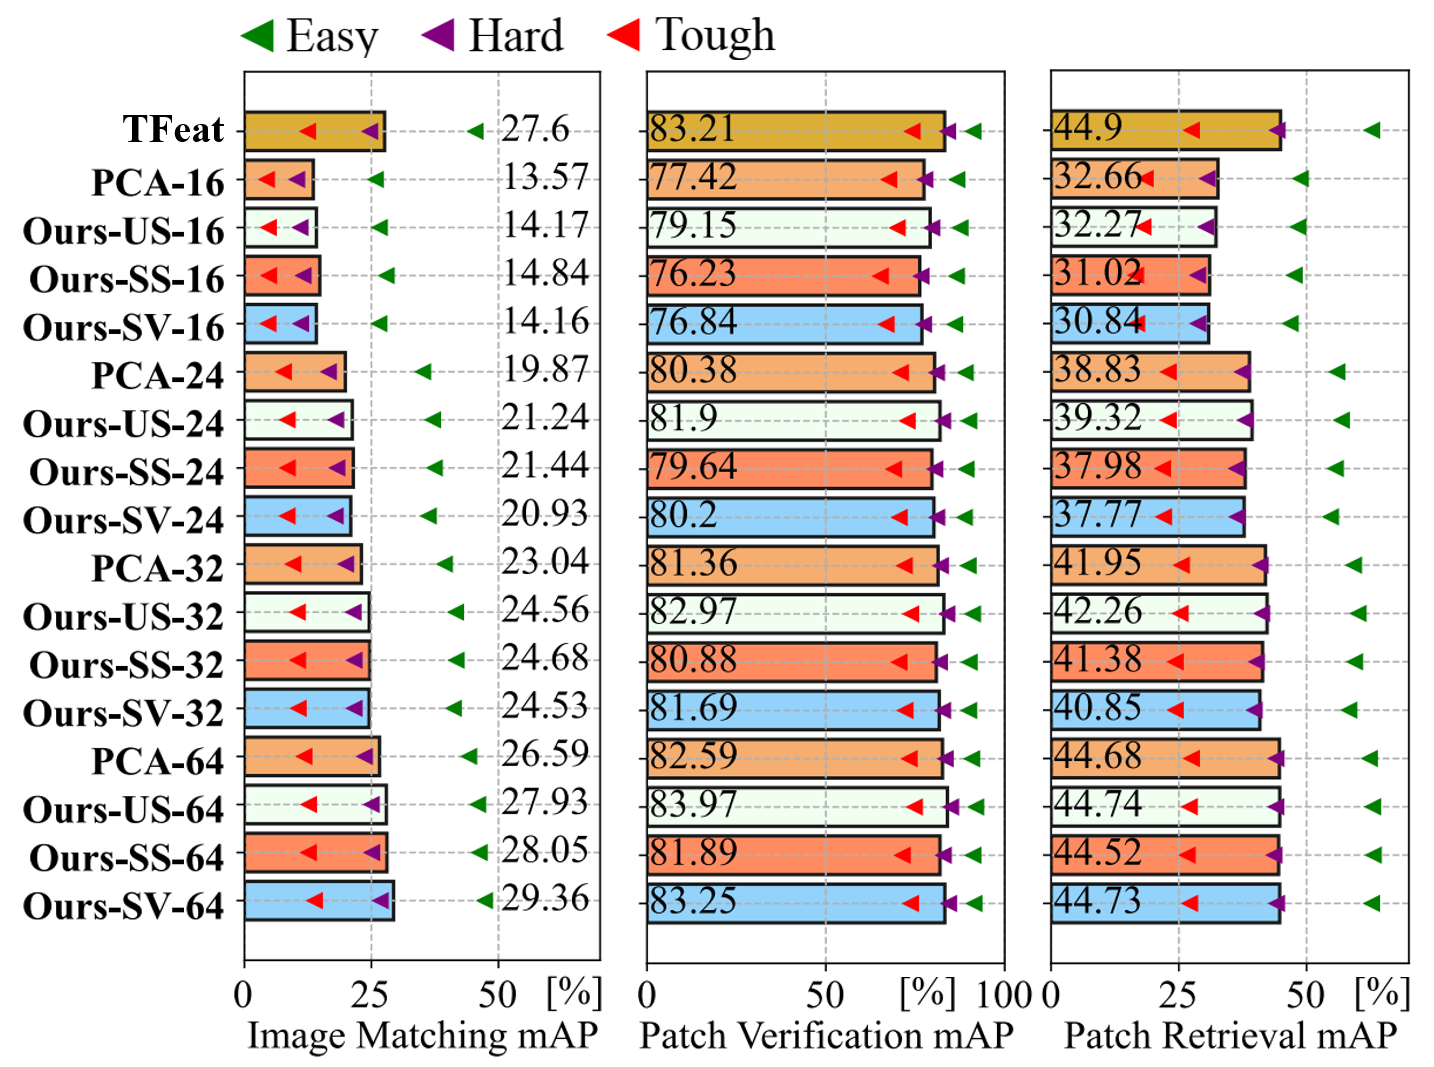 Easy Hard Tough
TFeat 27.6 83.21 44.9
PCA-16 13.57 77.42 32.66
Ours-US-16 14.17 79.15 32.27
Ours-SS-16 14.84 76.23 31.02
Ours-SV-16 14.16 76.84 30.84
PCA-24 19.87 80.38 38.83
Ours-US-24 21.24 81.9 39.32
Ours-SS-24 21.44 79.64 37.98
Ours-SV-24 20.93 80.2 37.77
PCA-32 23.04 81.36 41.95
Ours-US-32 24.56 82.97 42.26
Ours-SS-32 24.68 80.88 41.38
Ours-SV-32 24.53 81.69 40.85
PCA-64 26.59 82.59 44.68
Ours-US-64 27.93 83.97 44.74
Ours-SS-64 28.05 81.89 44.52
Ours-SV-64 29.36 83.25 44.73
0 25 50 [%] 0 50 [%] 100 0 25 50 [%]
Image Matching mAP Patch Verification mAP Patch Retrieval mAP